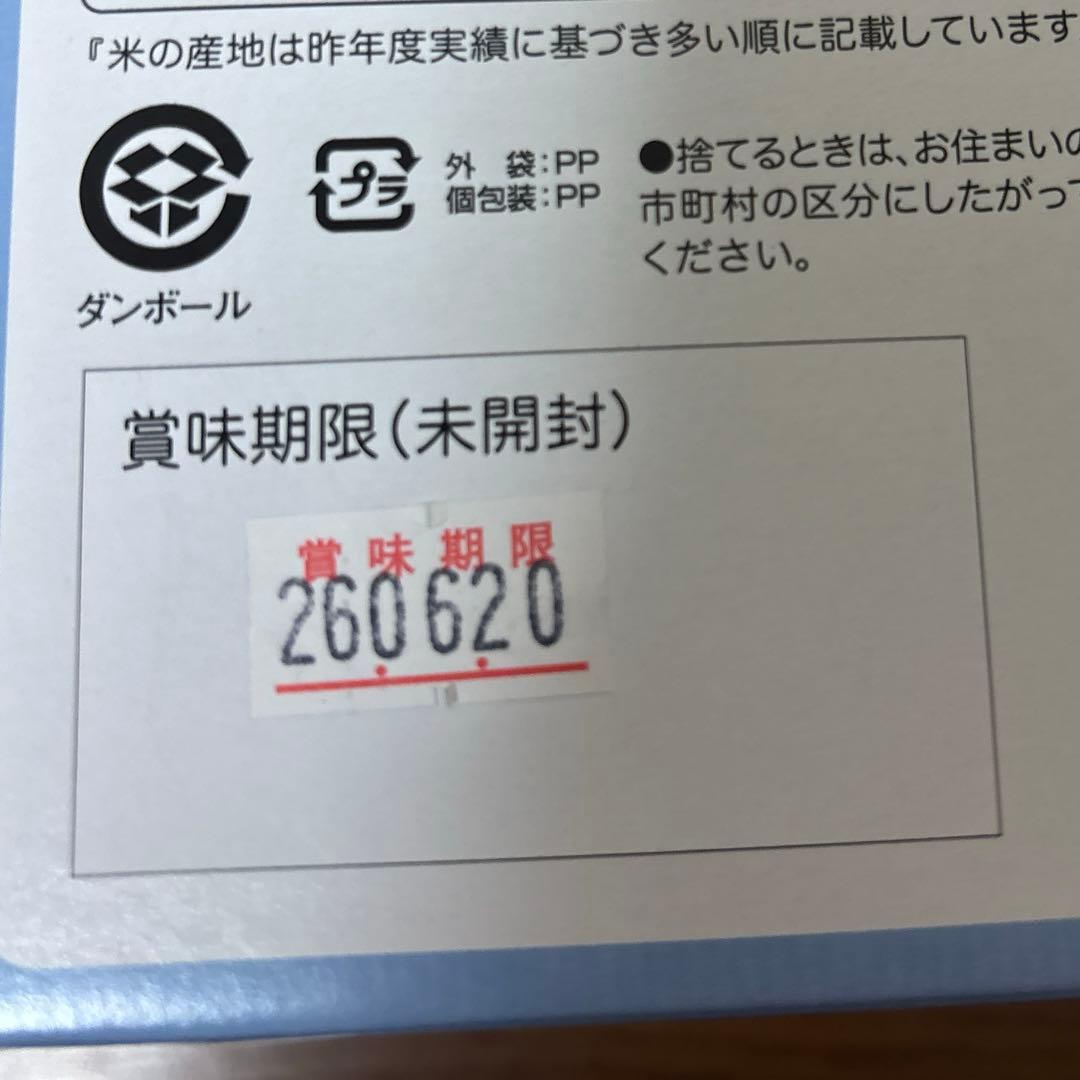 『米の産地は昨年度実績に基づき多い順に記載しています
ダンボール
プラ
外 袋:PP
個包装:PP
●捨てるときは、お住まいの
市町村の区分にしたがって
ください。
賞味期限(未開封)
賞味期限
260620